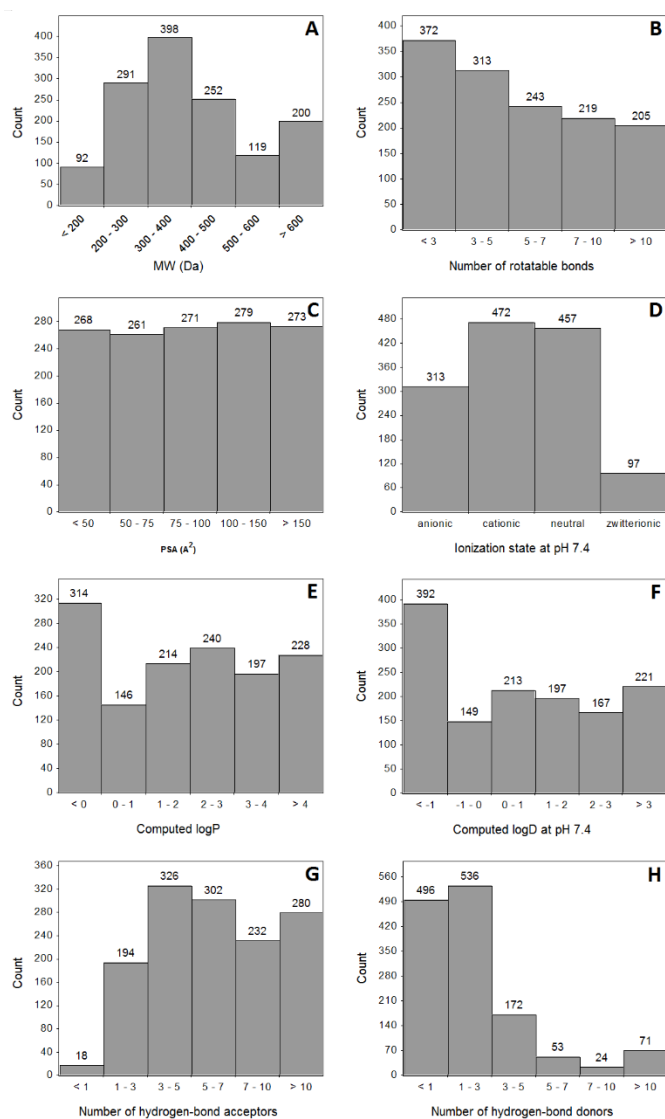 A
400
350
300
250
200
150
100
50
0
Count
92
291
398
252
119
200
< 200
200 - 300
300 - 400
400 - 500
500 - 600
> 600
MW (Da)
B
400
350
300
250
200
150
100
50
0
Count
372
313
243
219
205
< 3
3 - 5
5 - 7
7 - 10
> 10
Number of rotatable bonds
C
280
240
200
160
120
80
40
0
Count
268
261
271
279
273
< 50
50 - 75
75 - 100
100 - 150
> 150
PSA (A²)
D
480
420
360
300
240
180
120
60
0
Count
313
472
457
97
anionic
cationic
neutral
zwitterionic
Ionization state at pH 7.4
E
320
280
240
200
160
120
80
40
0
Count
314
146
214
240
197
228
< 0
0 - 1
1 - 2
2 - 3
3 - 4
> 4
Computed logP
F
400
350
300
250
200
150
100
50
0
Count
392
149
213
197
167
221
< -1
-1 - 0
0 - 1
1 - 2
2 - 3
> 3
Computed logD at pH 7.4
G
360
320
280
240
200
160
120
80
40
0
Count
18
194
326
302
232
280
< 1
1 - 3
3 - 5
5 - 7
7 - 10
> 10
Number of hydrogen-bond acceptors
H
560
490
420
350
280
210
140
70
0
Count
496
536
172
53
24
71
< 1
1 - 3
3 - 5
5 - 7
7 - 10
> 10
Number of hydrogen-bond donors